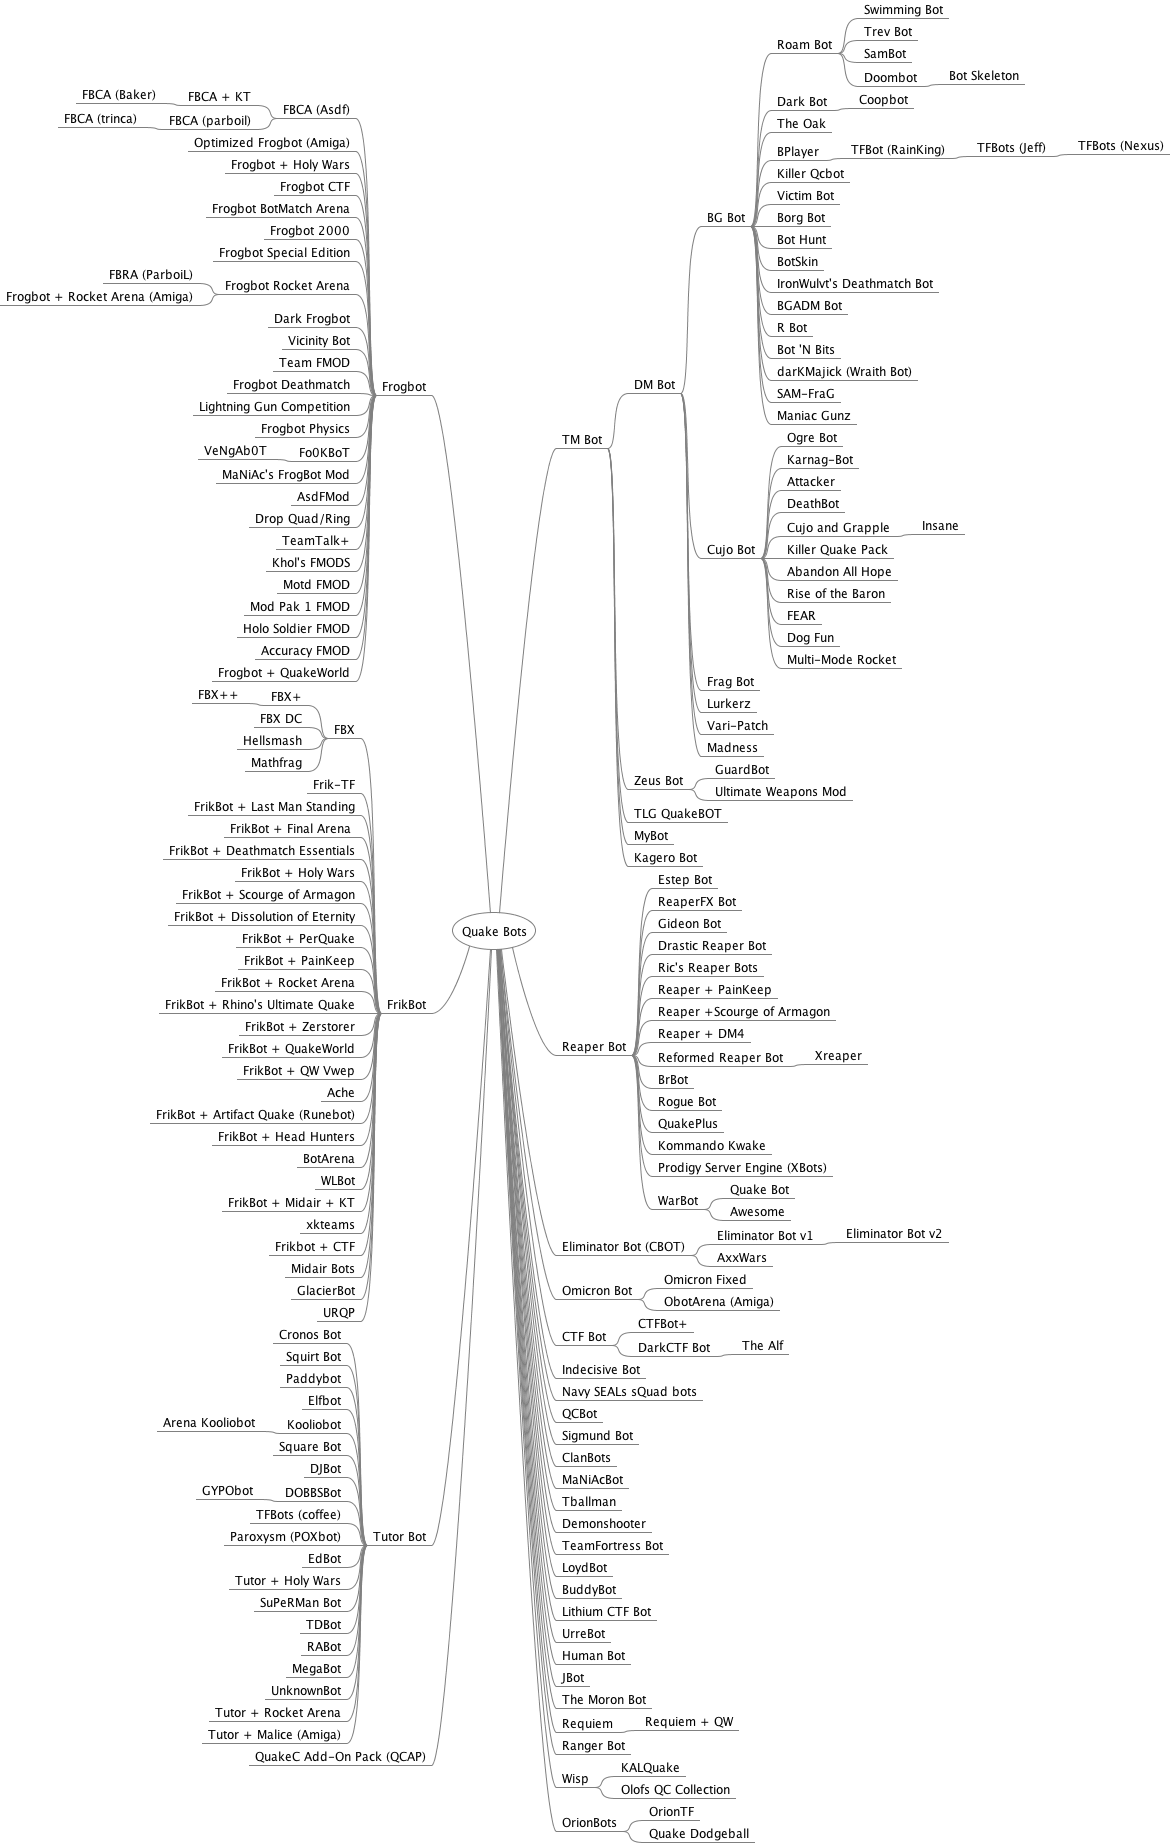 Quake Bots
Frogbot
FBCA (Asdf)
FBCA + KT
FBCA (Baker)
FBCA (parboil)
FBCA (trinca)
Optimized Frogbot (Amiga)
Frogbot + Holy Wars
Frogbot CTF
Frogbot BotMatch Arena
Frogbot 2000
Frogbot Special Edition
Frogbot Rocket Arena
FBRA (ParboiL)
Frogbot + Rocket Arena (Amiga)
Dark Frogbot
Vicinity Bot
Team FMOD
Frogbot Deathmatch
Lightning Gun Competition
Frogbot Physics
Fo0KBoT
VeNgAb0T
MaNiAc's FrogBot Mod
AsdFMod
Drop Quad/Ring
TeamTalk+
Khol's FMODS
Motd FMOD
Mod Pak 1 FMOD
Holo Soldier FMOD
Accuracy FMOD
Frogbot + QuakeWorld
FrikBot
FBX
FBX+
FBX++
FBX DC
Hellsmash
Mathfrag
Frik-TF
FrikBot + Last Man Standing
FrikBot + Final Arena
FrikBot + Deathmatch Essentials
FrikBot + Holy Wars
FrikBot + Scourge of Armagon
FrikBot + Dissolution of Eternity
FrikBot + PerQuake
FrikBot + PainKeep
FrikBot + Rocket Arena
FrikBot + Rhino's Ultimate Quake
FrikBot + Zerstorer
FrikBot + QuakeWorld
FrikBot + QW Vwep
Ache
FrikBot + Artifact Quake (Runebot)
FrikBot + Head Hunters
BotArena
WLBot
FrikBot + Midair + KT
xkteams
Frikbot + CTF
Midair Bots
GlacierBot
URQP
Tutor Bot
Cronos Bot
Squirt Bot
Paddybot
Elfbot
Kooliobot
Arena Kooliobot
Square Bot
DJBot
DOBBSBot
GYPObot
TFBots (coffee)
Paroxysm (POXbot)
EdBot
Tutor + Holy Wars
SuPeRMan Bot
TDBot
RABot
MegaBot
UnknownBot
Tutor + Rocket Arena
Tutor + Malice (Amiga)
QuakeC Add-On Pack (QCAP)
TM Bot
DM Bot
BG Bot
Roam Bot
Swimming Bot
Trev Bot
SamBot
Doombot
Bot Skeleton
Dark Bot
Coopbot
The Oak
BPlayer
TFBot (RainKing)
TFBots (Jeff)
TFBots (Nexus)
Killer Qcbot
Victim Bot
Borg Bot
Bot Hunt
BotSkin
IronWulvt's Deathmatch Bot
BGADM Bot
R Bot
Bot 'N Bits
darKMajick (Wraith Bot)
SAM-FraG
Maniac Gunz
Cujo Bot
Ogre Bot
Karnag-Bot
Attacker
DeathBot
Cujo and Grapple
Insane
Killer Quake Pack
Abandon All Hope
Rise of the Baron
FEAR
Dog Fun
Multi-Mode Rocket
Frag Bot
Lurkerz
Vari-Patch
Madness
Zeus Bot
GuardBot
Ultimate Weapons Mod
TLG QuakeBOT
MyBot
Kagero Bot
Reaper Bot
Estep Bot
ReaperFX Bot
Gideon Bot
Drastic Reaper Bot
Ric's Reaper Bots
Reaper + PainKeep
Reaper +Scourge of Armagon
Reaper + DM4
Reformed Reaper Bot
Xreaper
BrBot
Rogue Bot
QuakePlus
Kommando Kwake
Prodigy Server Engine (XBots)
WarBot
Quake Bot
Awesome
Eliminator Bot (CBOT)
Eliminator Bot v1
Eliminator Bot v2
AxxWars
Omicron Bot
Omicron Fixed
ObotArena (Amiga)
CTF Bot
CTFBot+
DarkCTF Bot
The Alf
Indecisive Bot
Navy SEALs sQuad bots
QCBot
Sigmund Bot
ClanBots
MaNiAcBot
Tballman
Demonshooter
TeamFortress Bot
LoydBot
BuddyBot
Lithium CTF Bot
UrreBot
Human Bot
JBot
The Moron Bot
Requiem
Requiem + QW
Ranger Bot
Wisp
KALQuake
Olofs QC Collection
OrionBots
OrionTF
Quake Dodgeball